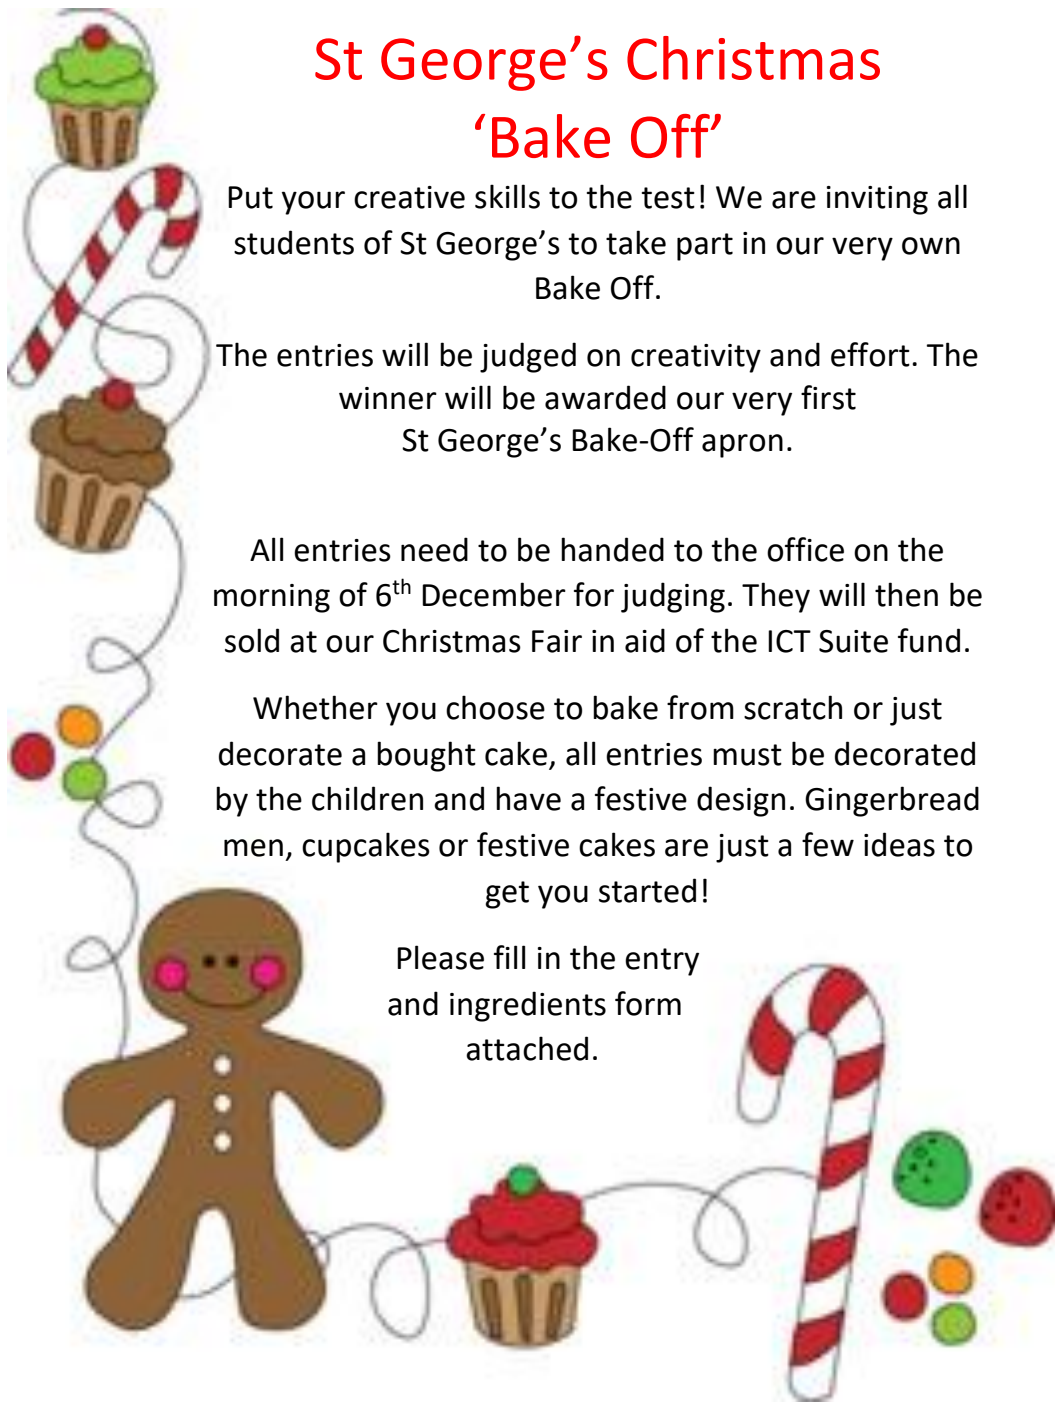 St George’s Christmas
‘Bake Off’
Put your creative skills to the test! We are inviting all
students of St George’s to take part in our very own
Bake Off.
The entries will be judged on creativity and effort. The
winner will be awarded our very first
St George’s Bake-Off apron.
All entries need to be handed to the office on the
morning of 6th December for judging. They will then be
sold at our Christmas Fair in aid of the ICT Suite fund.
Whether you choose to bake from scratch or just
decorate a bought cake, all entries must be decorated
by the children and have a festive design. Gingerbread
men, cupcakes or festive cakes are just a few ideas to
get you started!
Please fill in the entry
and ingredients form
attached.